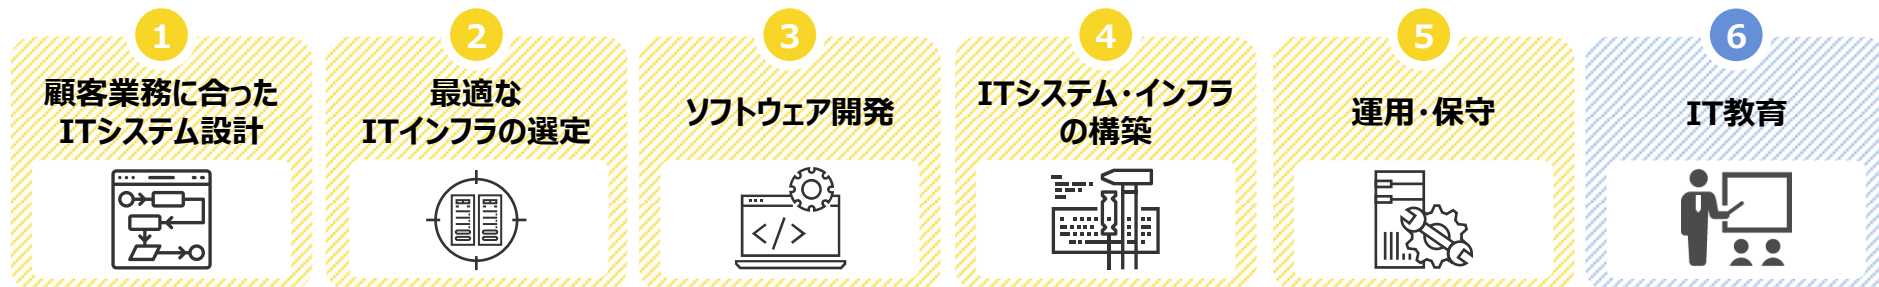 1
顧客業務に合った
ITシステム設計
2
最適な
ITインフラの選定
3
ソフトウェア開発
4
ITシステム・インフラ
の構築
5
運用・保守
6
IT教育